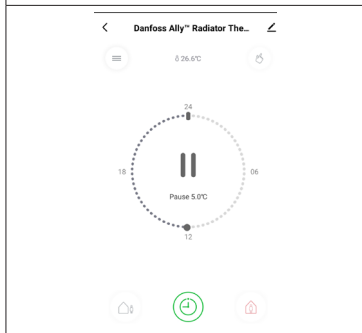 Danfoss Ally™ Radiator The...
26.6℃
24
18
06
Pause 5.0℃
12